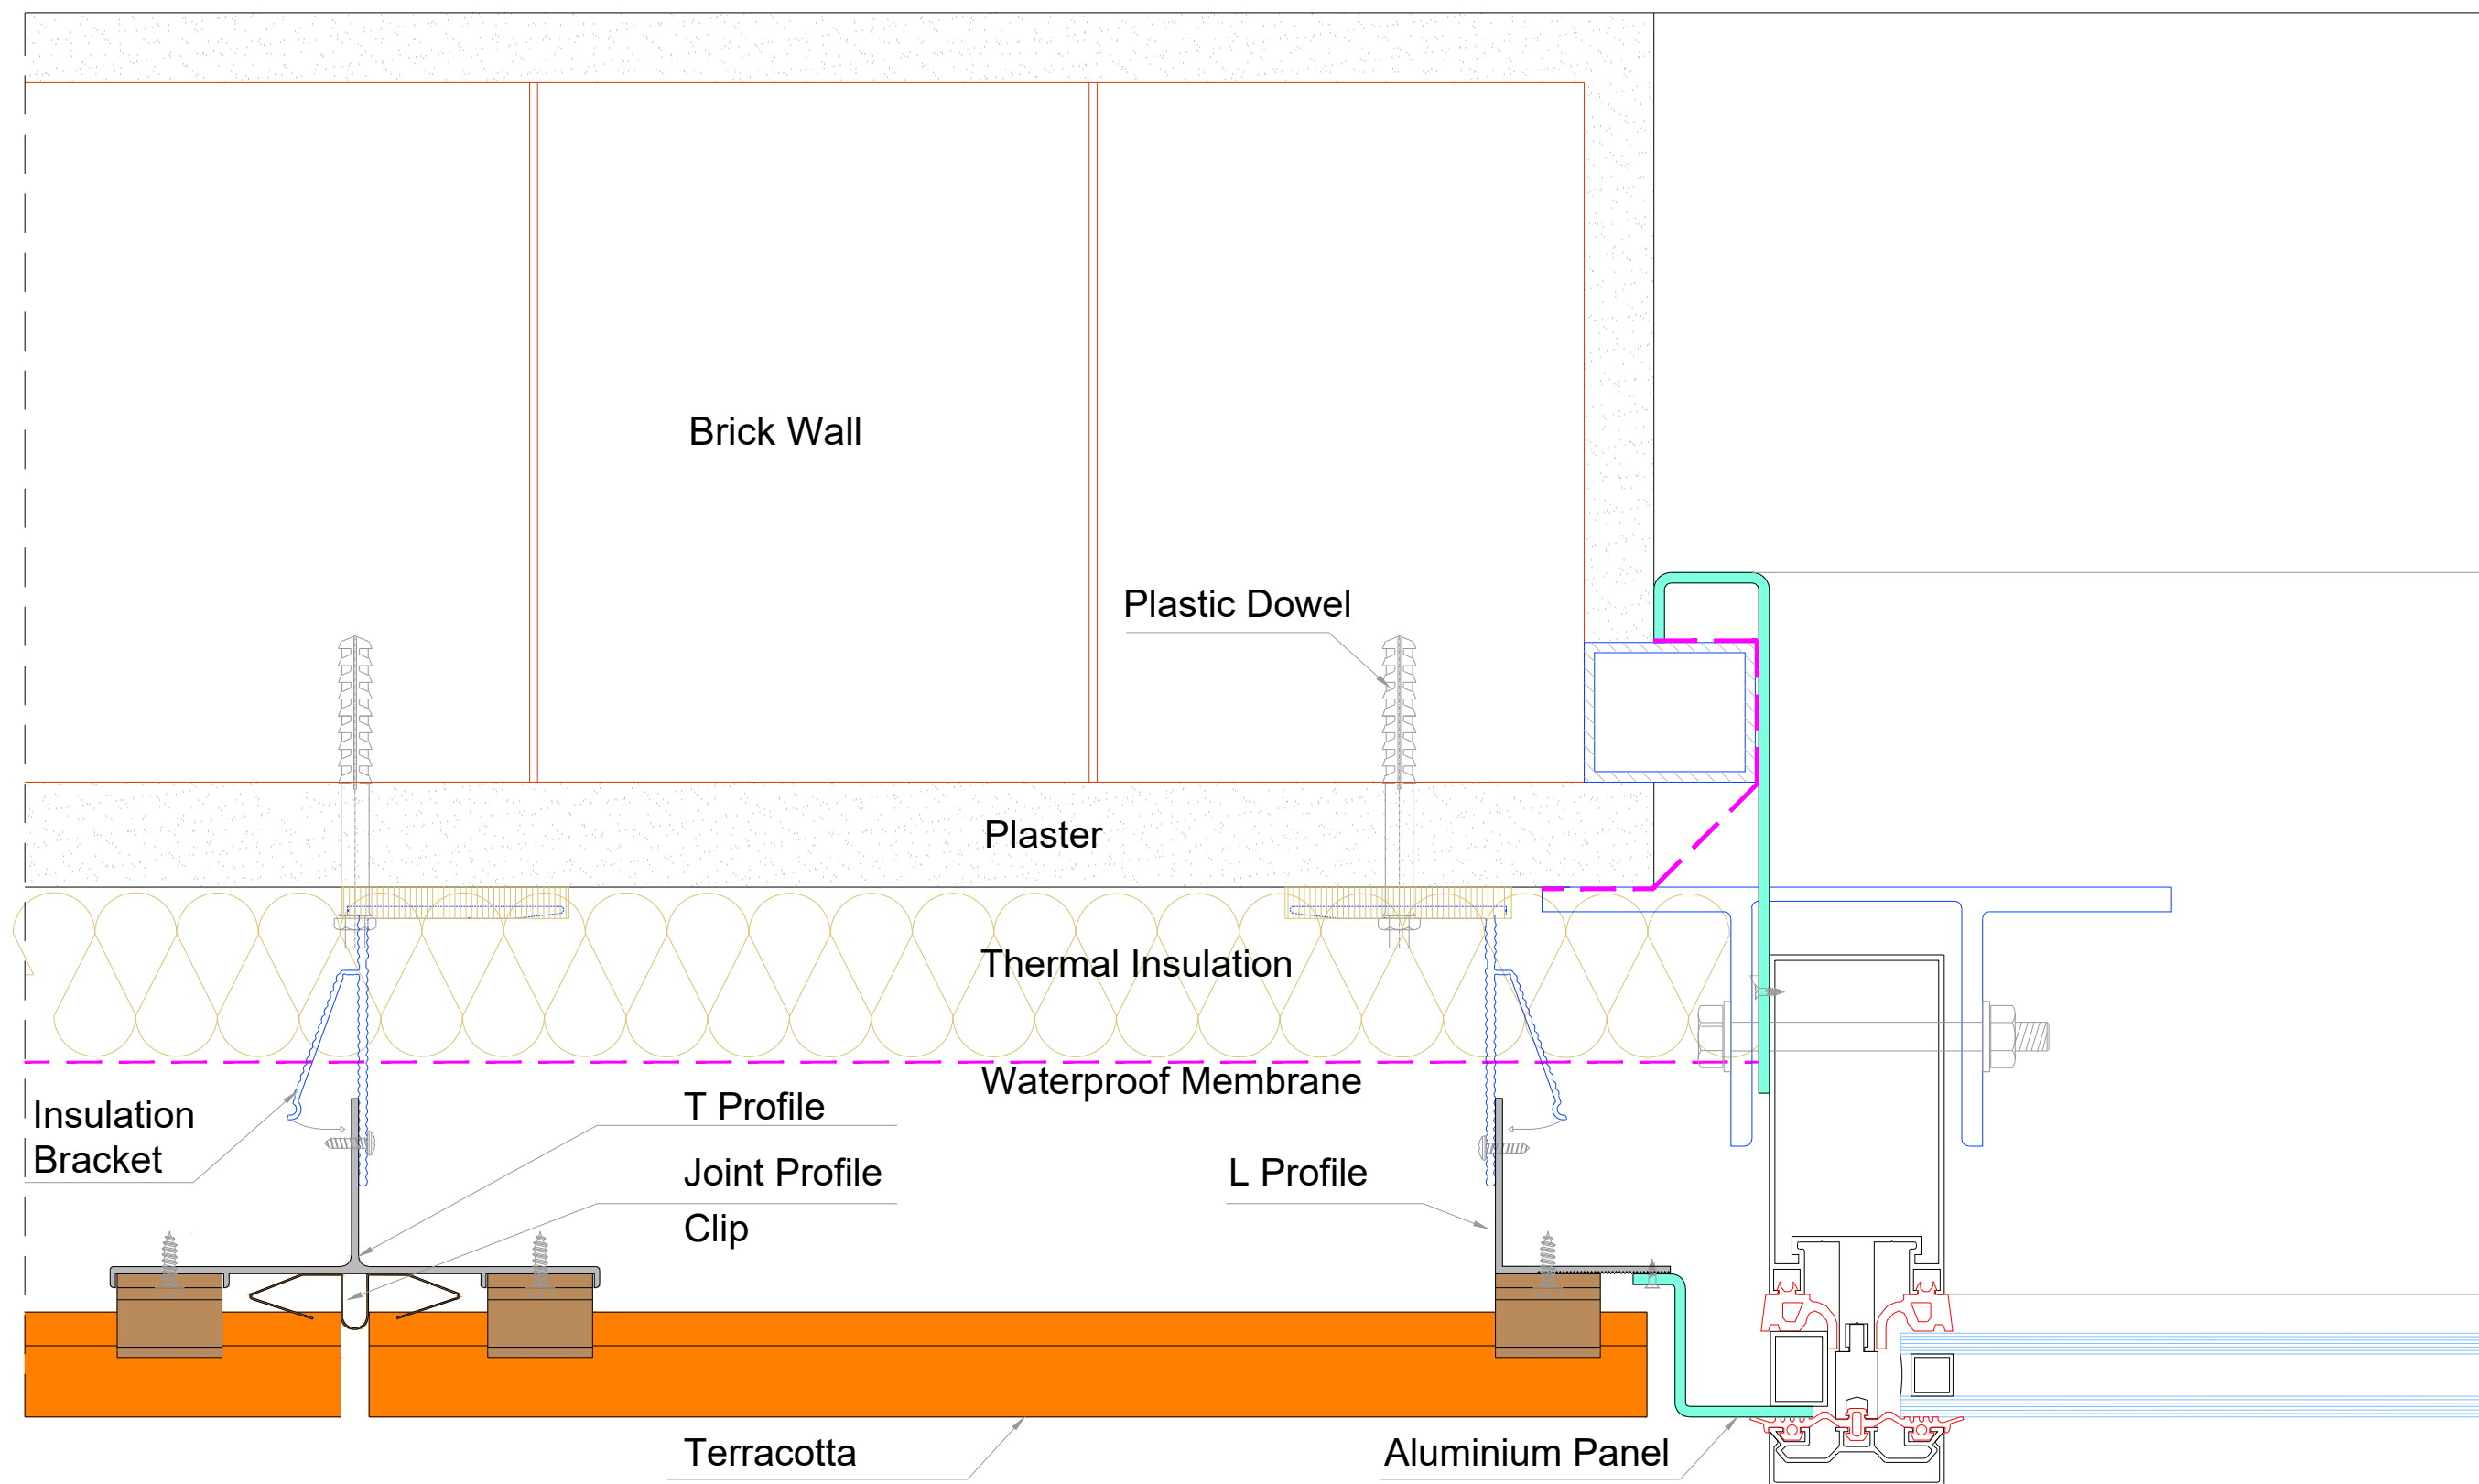 Brick Wall
Plastic Dowel
Plaster
Thermal Insulation
Waterproof Membrane
Insulation
Bracket
T Profile
Joint Profile
Clip
L Profile
Terracotta
Aluminium Panel